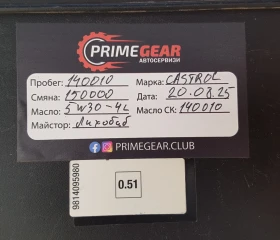 PRIMEGEAR
АВТОСЕРВИЗИ
Пробег: 140010 Марка: CASTROL
Смяна: 150000 Дата: 20.08.25
Масло: 5W30-4L Масло СК: 140010
Майстор: Лихобаб
PRIMEGEAR.CLUB
9814095980
0.51